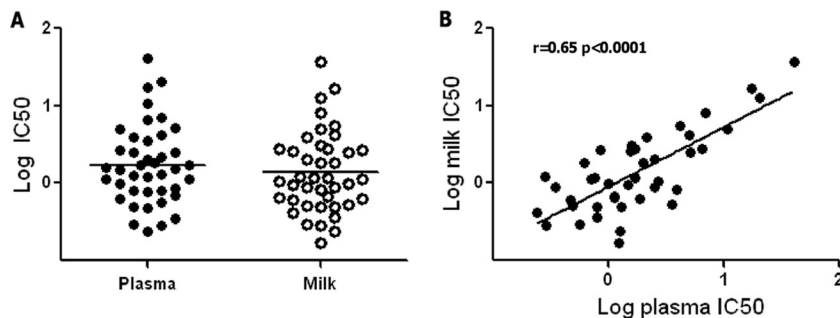 A
Log IC50
2
1
0
Plasma
Milk
B
r=0.65 p<0.0001
Log milk IC50
2
1
0
0
1
2
Log plasma IC50